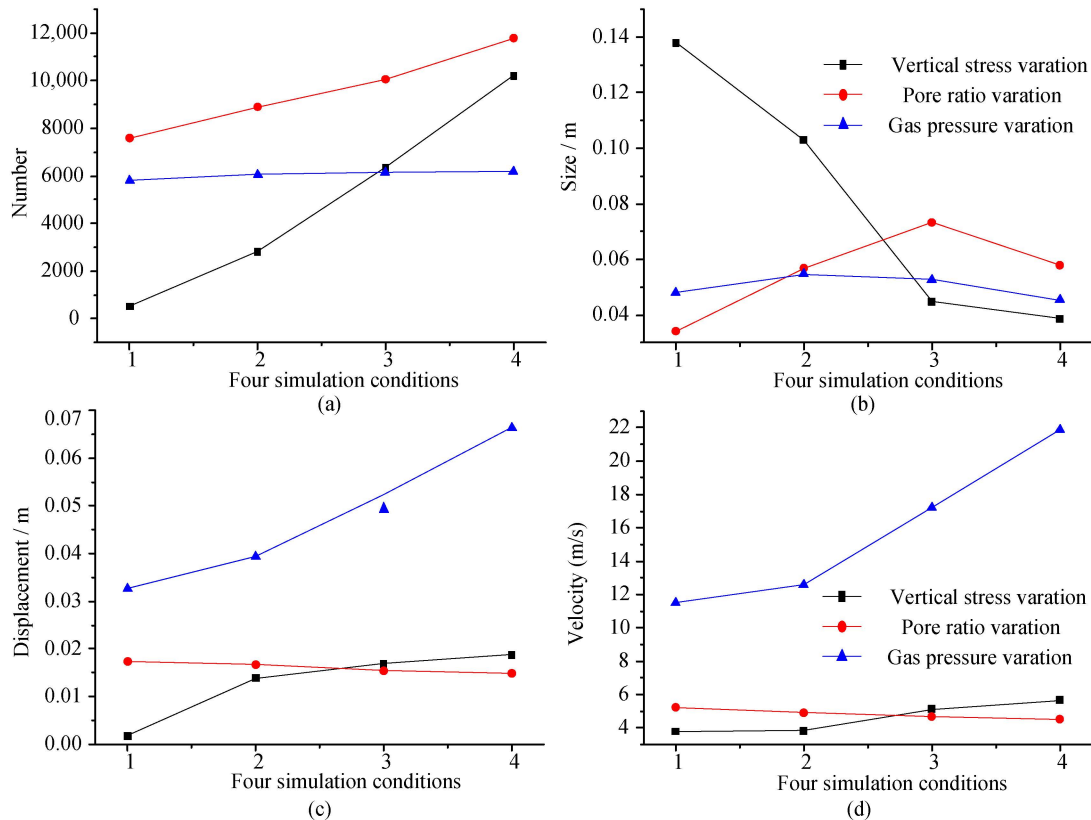 (a)
12,000
10,000
8000
6000
4000
2000
0
Number
1
2
3
4
Four simulation conditions
(b)
0.14
0.12
0.10
0.08
0.06
0.04
Size / m
Vertical stress varation
Pore ratio varation
Gas pressure varation
1
2
3
4
Four simulation conditions
(c)
0.07
0.06
0.05
0.04
0.03
0.02
0.01
0.00
Displacement / m
1
2
3
4
Four simulation conditions
(d)
22
20
18
16
14
12
10
8
6
4
Velocity (m/s)
Vertical stress varation
Pore ratio varation
Gas pressure varation
1
2
3
4
Four simulation conditions